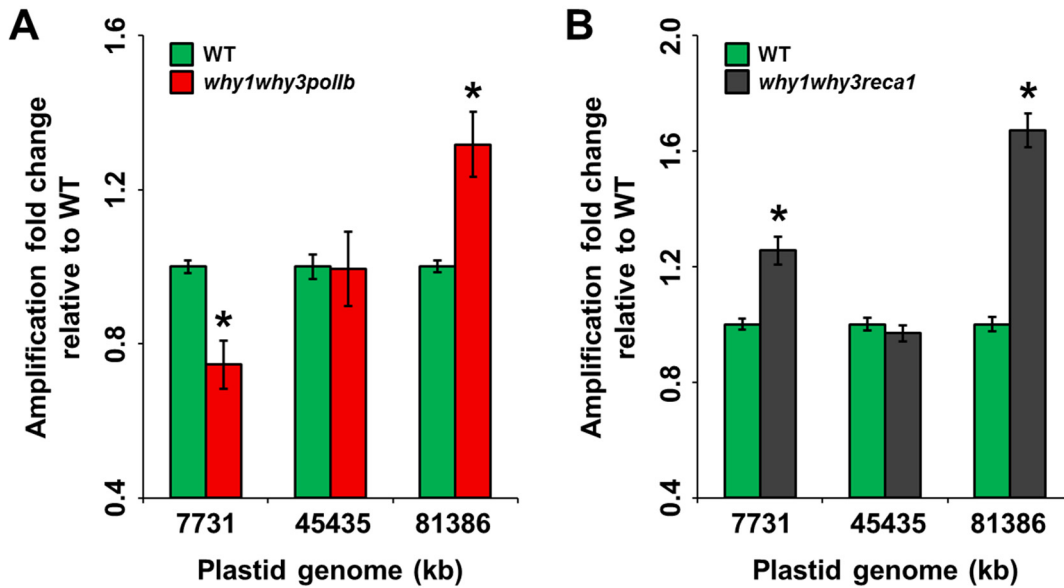 A
Amplification fold change
relative to WT
1.6
1.2
0.8
0.4
WT
why1why3polIb
*
*
7731 45435 81386
Plastid genome (kb)
B
Amplification fold change
relative to WT
2.0
1.6
1.2
0.8
0.4
WT
why1why3reca1
*
*
7731 45435 81386
Plastid genome (kb)